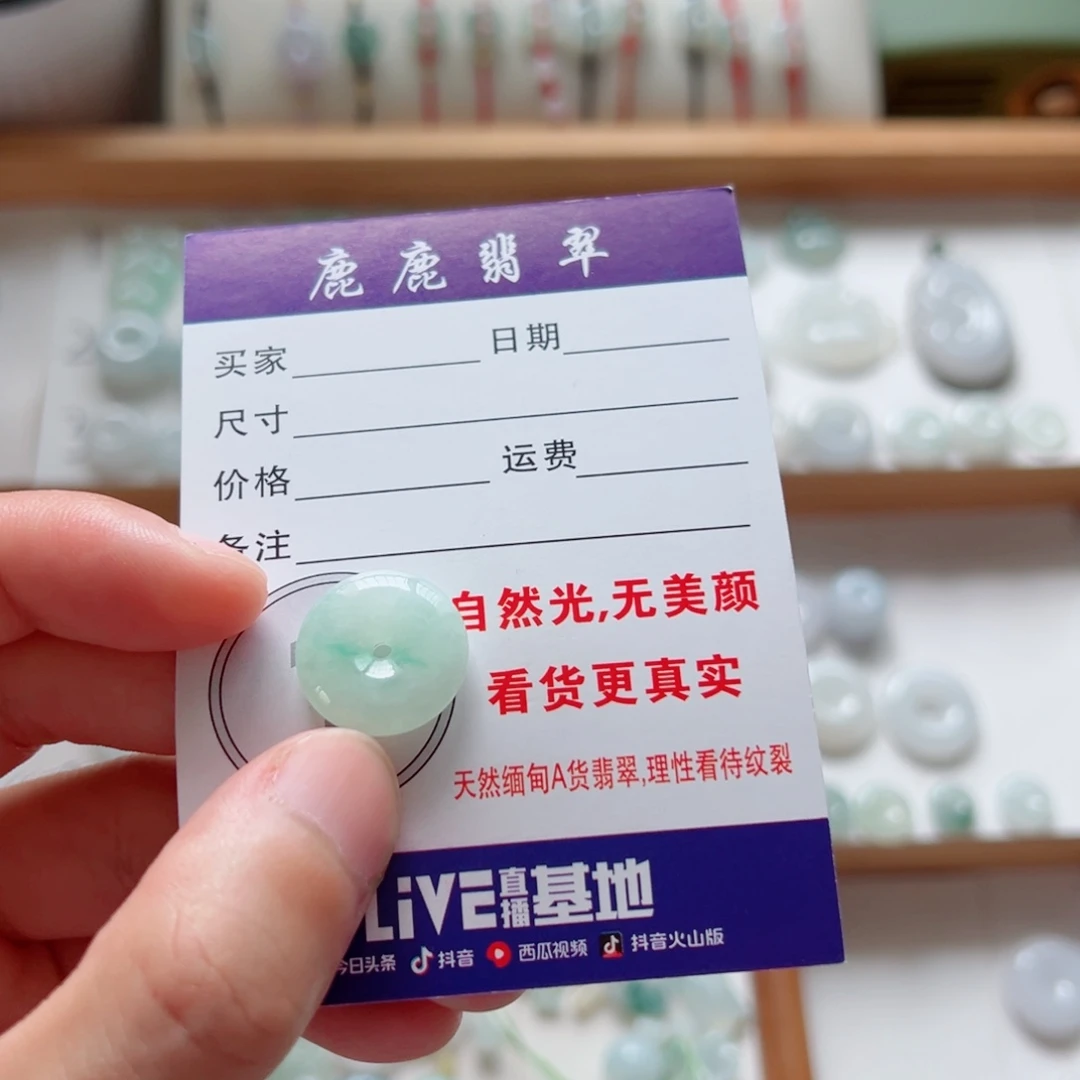 鹿鹿翡翠
买家 日期
尺寸
价格 运费
备注
自然光,无美颜
看货更真实
天然缅甸A货翡翠,理性看待纹裂
LiVE直播基地
今日头条 抖音 西瓜视频 抖音火山版